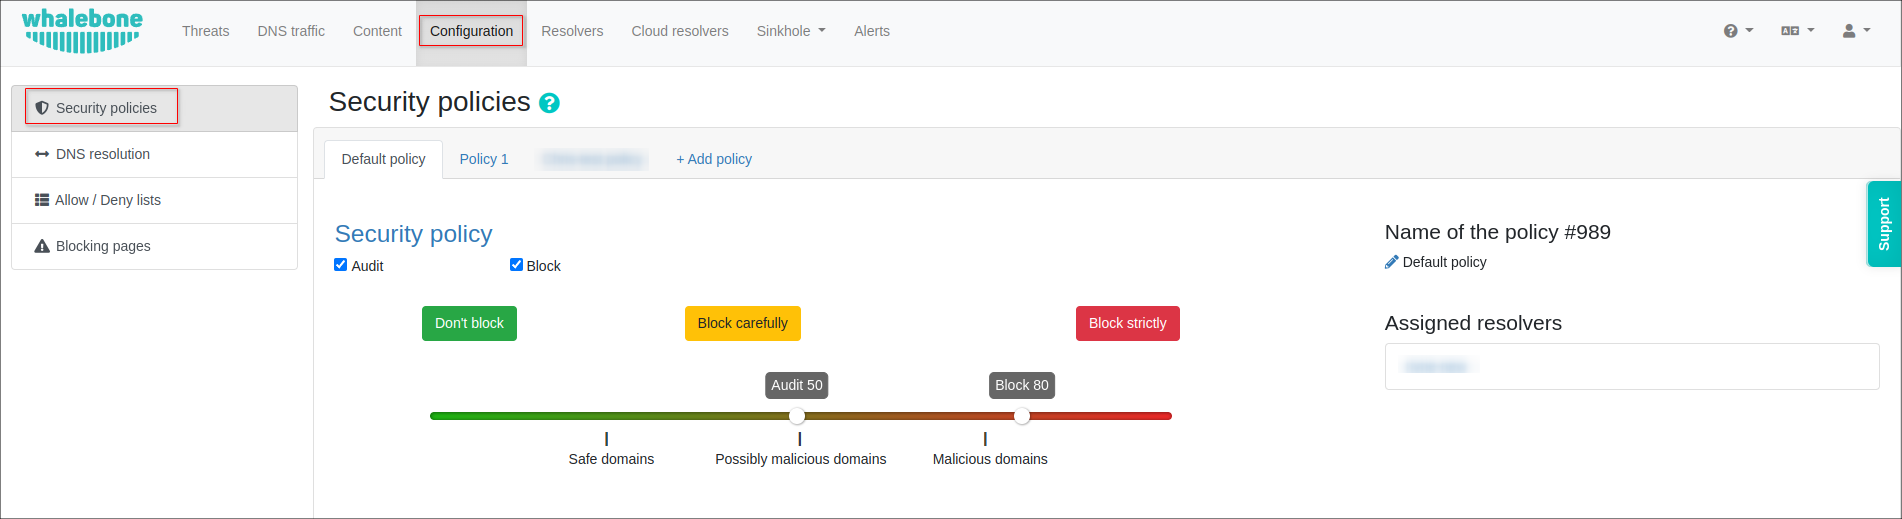 whalebone
Threats DNS traffic Content Configuration Resolvers Cloud resolvers Sinkhole Alerts
Security policies
DNS resolution
Allow / Deny lists
Blocking pages
Security policies ?
Default policy Policy 1 + Add policy
Security policy
Audit Block
Don't block Block carefully Block strictly
Audit 50 Block 80
Safe domains Possibly malicious domains Malicious domains
Name of the policy #989
Default policy
Assigned resolvers
Support